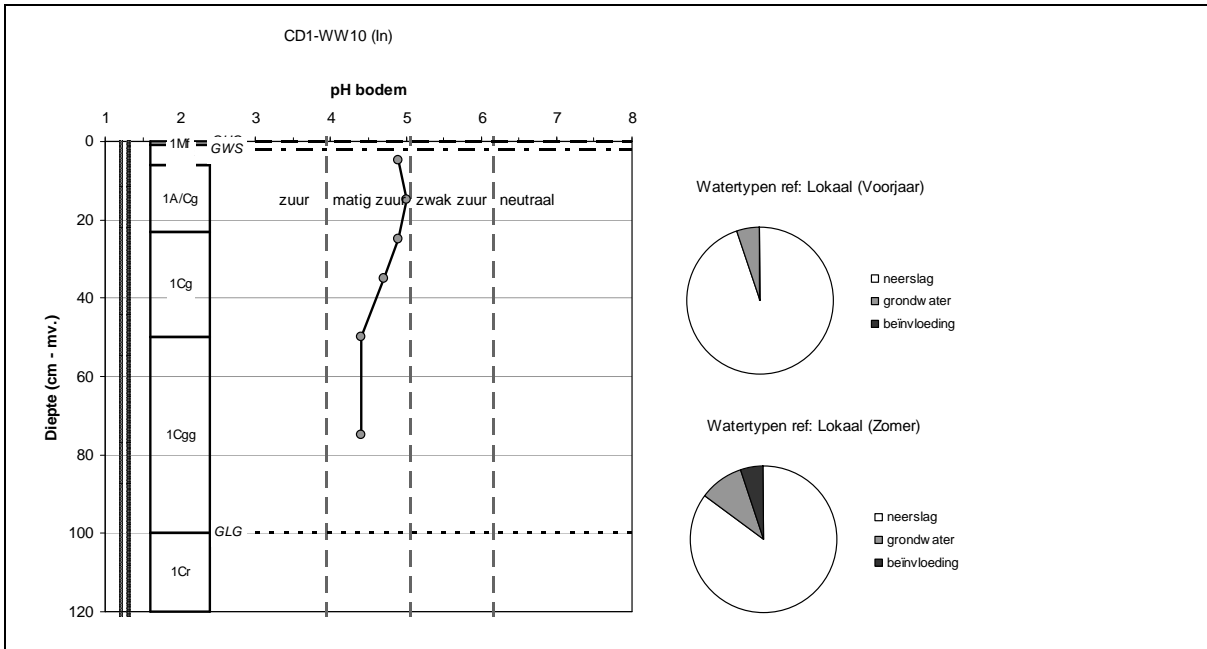 CD1-WW10 (In)
pH bodem
1 2 3 4 5 6 7 8
0
20
40
60
80
100
120
Diepte (cm - mv.)
1Mf
GWS
1A/Cg
zuur matig zuur zwak zuur neutraal
1Cg
1Cgg
GLG
1Cr
Watertypen ref: Lokaal (Voorjaar)
neerslag
grondwater
beïnvloeding
Watertypen ref: Lokaal (Zomer)
neerslag
grondwater
beïnvloeding